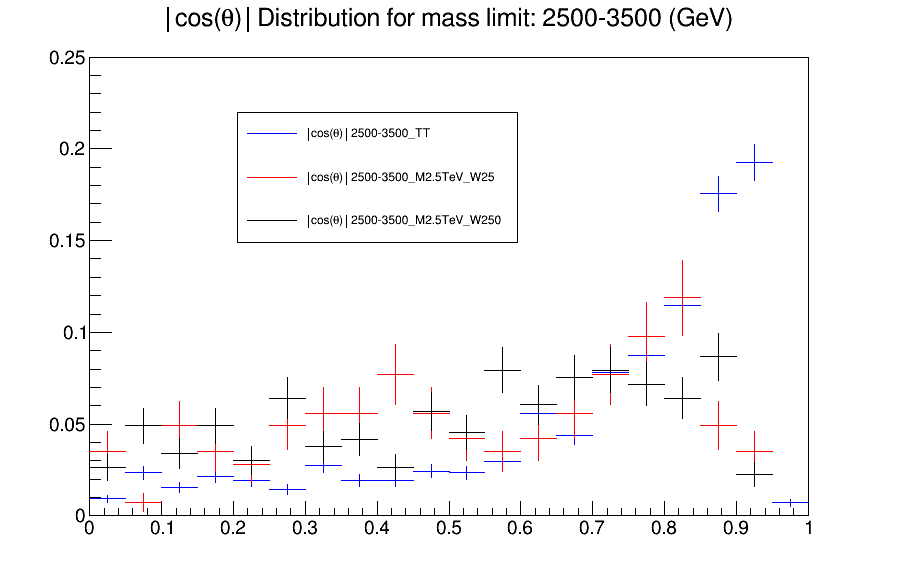 |cos(θ)| Distribution for mass limit: 2500-3500 (GeV)
0.25
|cos(θ)| 2500-3500_TT
0.2
|cos(θ)| 2500-3500_M2.5TeV_W25
|cos(θ)| 2500-3500_M2.5TeV_W250
0.15
0.1
0.05
0
0 0.1 0.2 0.3 0.4 0.5 0.6 0.7 0.8 0.9 1